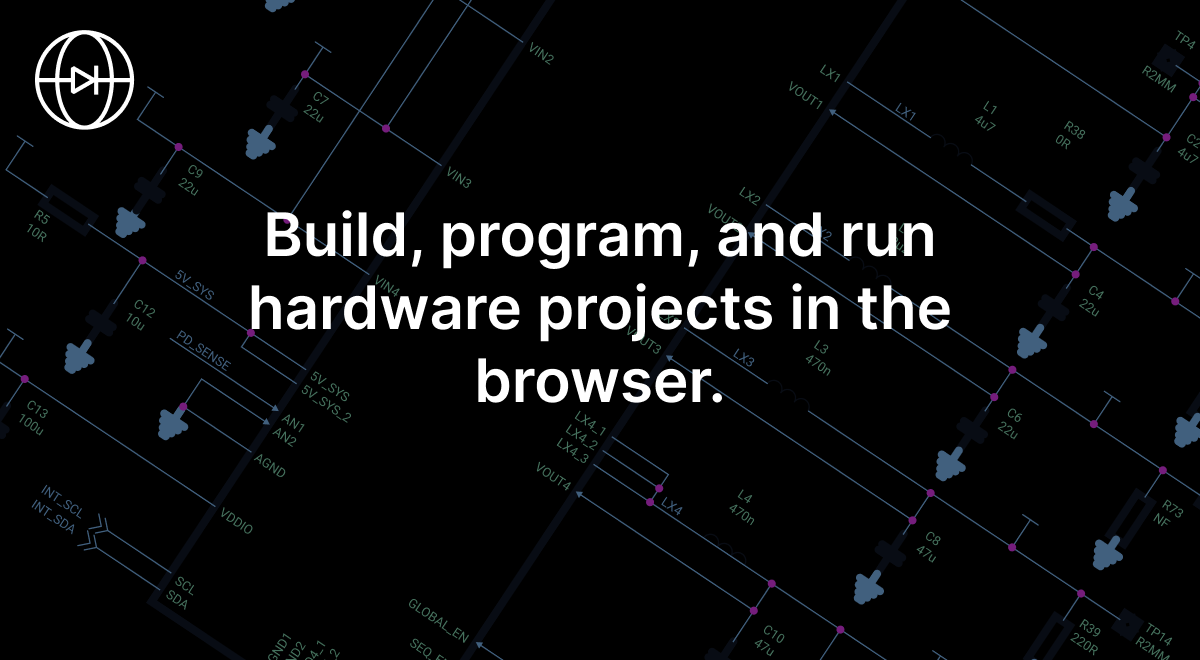 Build, program, and run
hardware projects in the
browser.
VIN2
C7
22u
VIN3
C9
22u
R5
10R
VIN4
5V_SYS
C12
10u
PD_SENSE
5V_SYS
5V_SYS_2
AN1
AN2
AGND
C13
100u
INT_SCL
INT_SDA
VDDIO
SCL
SDA
LX1
VOUT1
LX1
L1
4u7
R38
0R
TP4
R2MM
LX2
C4
22u
VOUT3
LX3
L3
470n
LX4_1
LX4_2
LX4_3
VOUT4
LX4
L4
470n
C6
22u
C8
47u
R73
NF
GLOBAL_EN
C10
47u
R39
220R
TP14
R2MM